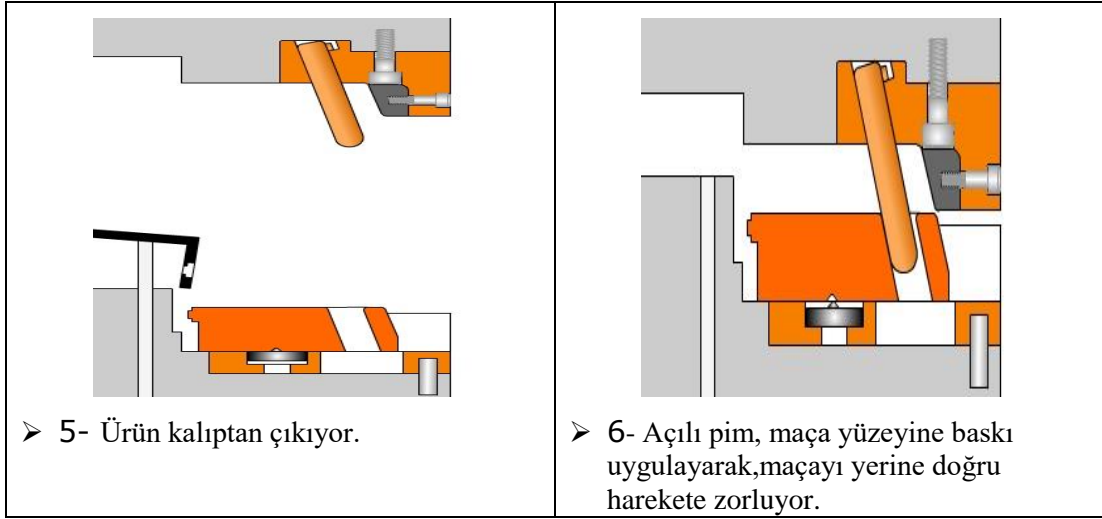 ➢ 5- Ürün kalıptan çıkıyor.
➢ 6- Açılı pim, maça yüzeyine baskı
uygulayarak,maçayı yerine doğru
harekete zorluyor.